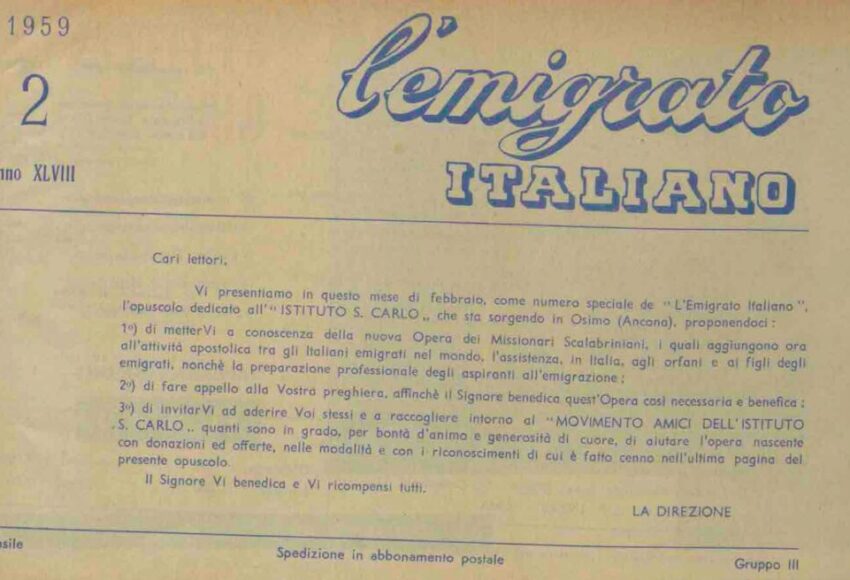 1959
2
nno XLVIII
l'emigrato
ITALIANO
Cari lettori,
Vi presentiamo in questo mese di febbraio, come numero speciale de " L'Emigrato Italiano ",
l'opuscolo dedicato all'" ISTITUTO S. CARLO „ che sta sorgendo in Osimo (Ancona), proponendoci :
1º) di metterVi a conoscenza della nuova Opera dei Missionari Scalabriniani, i quali aggiungono ora
all'attività apostolica tra gli Italiani emigrati nel mondo, l'assistenza, in Italia, agli orfani e ai figli degli
emigrati, nonchè la preparazione professionale degli aspiranti all'emigrazione ;
2º) di fare appello alla Vostra preghiera, affinchè il Signore benedica quest'Opera così necessaria e benefica ;
3º) di invitarVi ad aderire Voi stessi e a raccogliere intorno al "MOVIMENTO AMICI DELL'ISTITUTO
S. CARLO „ quanti sono in grado, per bontà d'animo e generosità di cuore, di aiutare l'opera nascente
con donazioni ed offerte, nelle modalità e con i riconoscimenti di cui è fatto cenno nell'ultima pagina del
presente opuscolo.
Il Signore Vi benedica e Vi ricompensi tutti.
LA DIREZIONE
nsile
Spedizione in abbonamento postale
Gruppo III